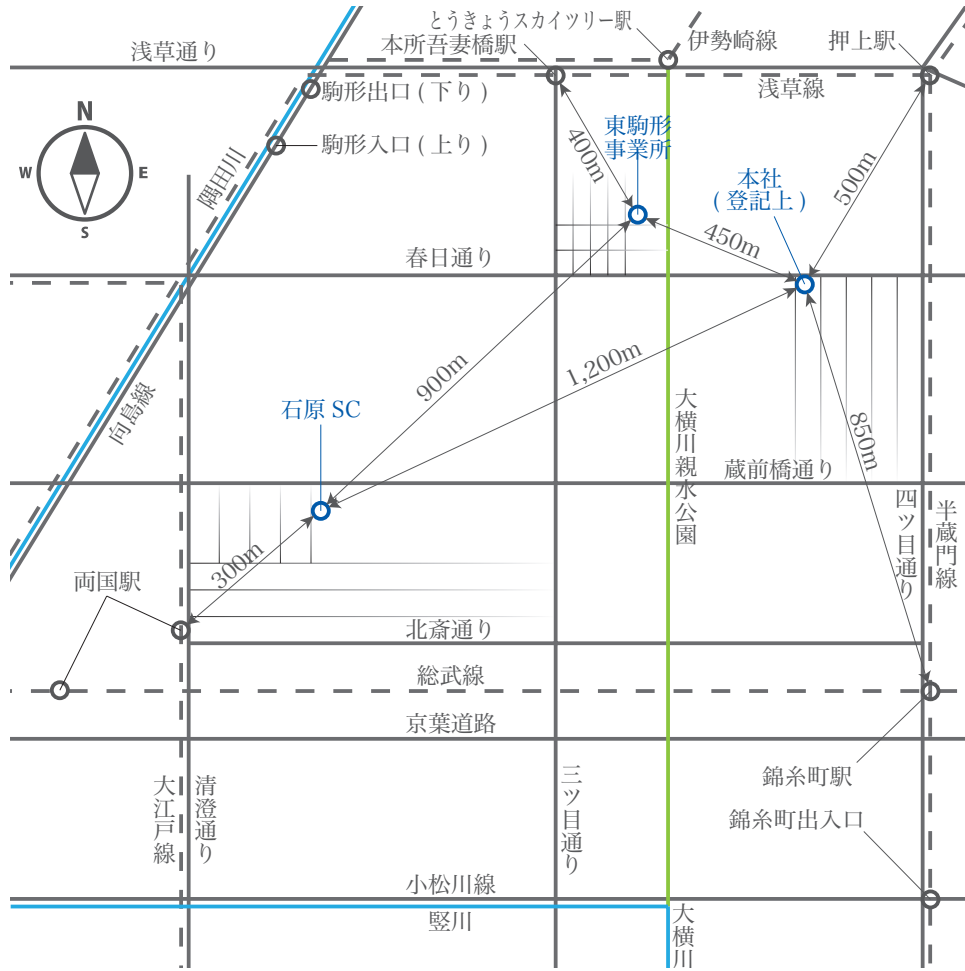 とうきょうスカイツリー駅
浅草通り
本所吾妻橋駅
伊勢崎線
押上駅
駒形出口 ( 下り )
浅草線
N
W
E
S
駒形入口 ( 上り )
隅田川
400m
東駒形
事業所
本社
( 登記上 )
500m
450m
春日通り
900m
1,200m
向島線
石原 SC
大横川親水公園
850m
蔵前橋通り
四ツ目通り
半蔵門線
300m
両国駅
北斎通り
総武線
京葉道路
大江戸線
清澄通り
三ツ目通り
錦糸町駅
錦糸町出入口
小松川線
竪川
大横川